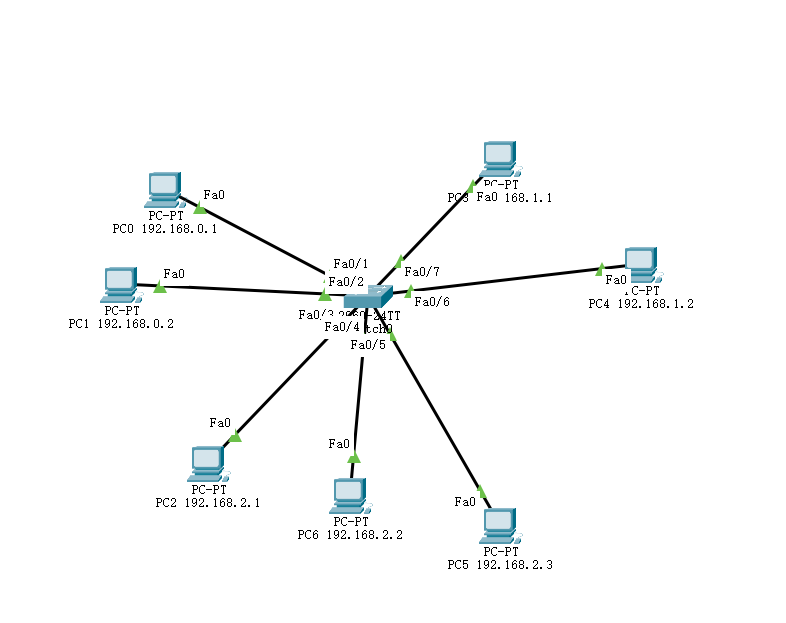 PC-PT
PC3 Fa0 168.1.1
Fa0
PC-PT
PC0 192.168.0.1
Fa0/1
Fa0/7
Fa0
Fa0/2
Fa0
C-PT
PC4 192.168.1.2
Fa0/6
PC-PT
PC1 192.168.0.2
Fa0/3
-24TT
Fa0/4
tch0
Fa0/5
Fa0
PC-PT
PC2 192.168.2.1
Fa0
PC-PT
PC6 192.168.2.2
Fa0
PC-PT
PC5 192.168.2.3